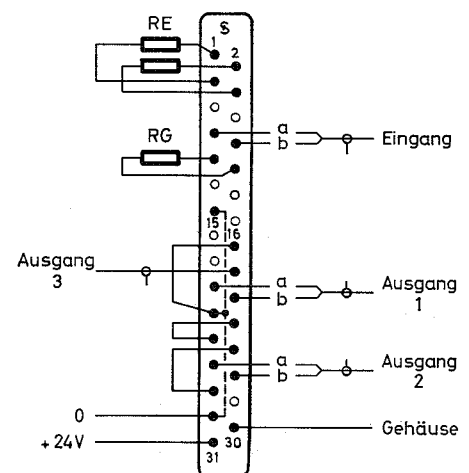 RE
S
1
2
a
b
Eingang
RG
15
16
Ausgang
3
a
b
Ausgang
1
a
b
Ausgang
2
0
+ 24V
30
Gehäuse
31